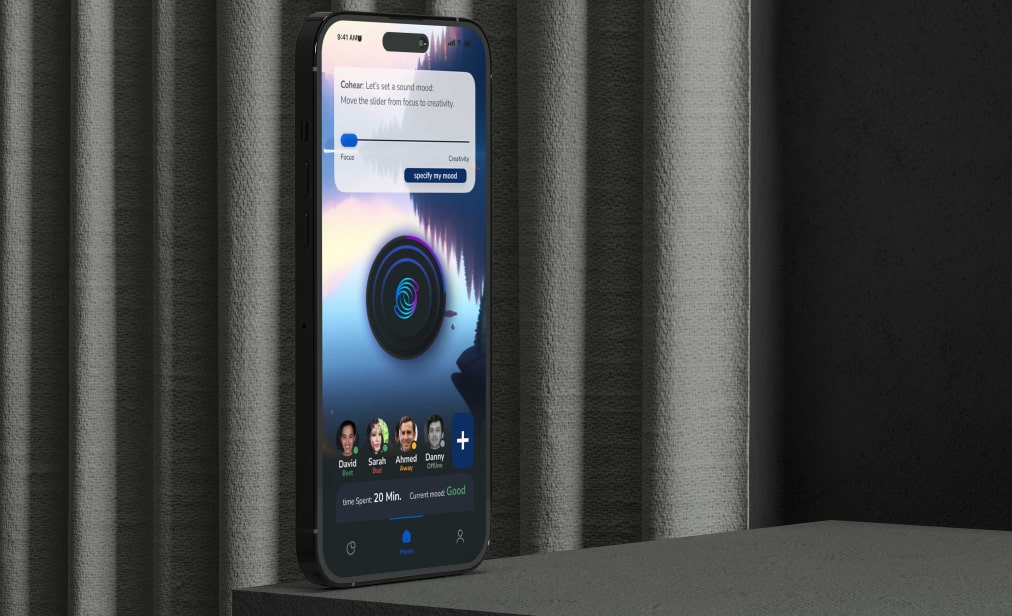 9:41 AM
Cohear: Let's set a sound mood:
Move the slider from focus to creativity.
Focus
Creativity
specify my mood
David
Best
Sarah
Bad
Ahmed
Away
Danny
Offline
+
time Spent: 20 Min.
Current mood: Good
Home